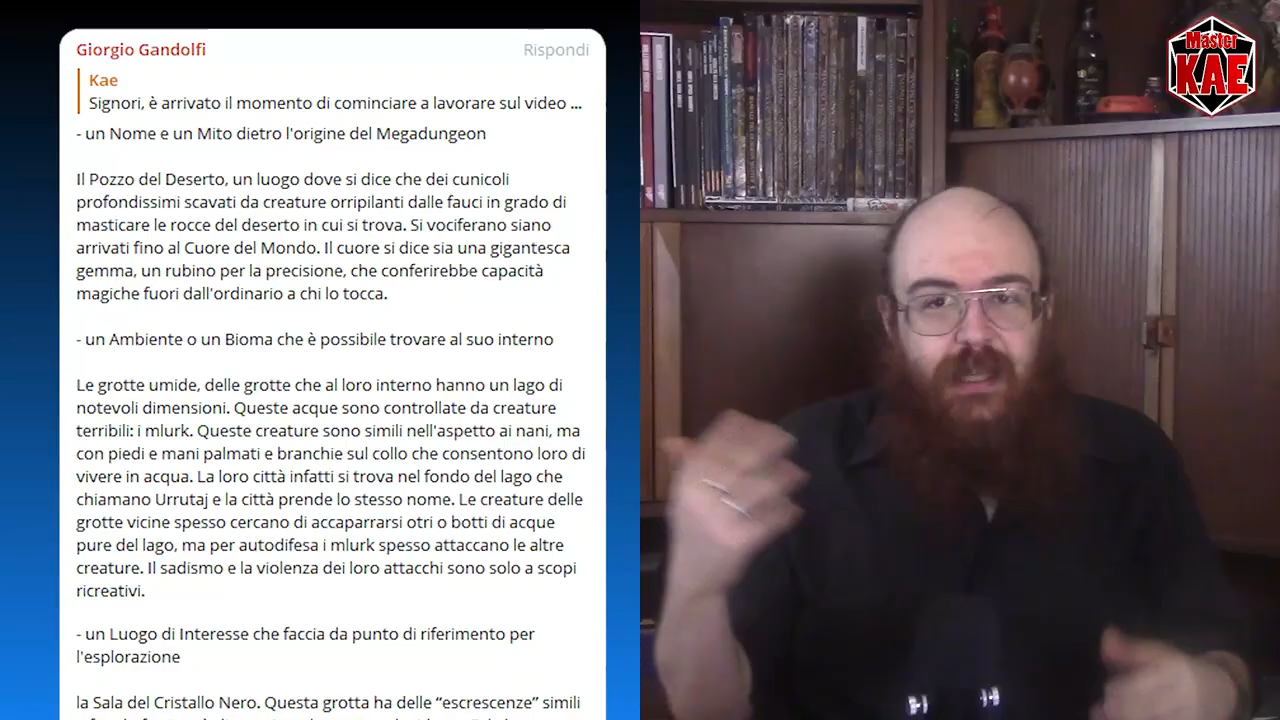 Giorgio Gandolfi
Rispondi
Kae
Signori, è arrivato il momento di cominciare a lavorare sul video ...
- un Nome e un Mito dietro l'origine del Megadungeon
Il Pozzo del Deserto, un luogo dove si dice che dei cunicoli
profondissimi scavati da creature orripilanti dalle fauci in grado di
masticare le rocce del deserto in cui si trova. Si vociferano siano
arrivati fino al Cuore del Mondo. Il cuore si dice sia una gigantesca
gemma, un rubino per la precisione, che conferirebbe capacità
magiche fuori dall'ordinario a chi lo tocca.
- un Ambiente o un Bioma che è possibile trovare al suo interno
Le grotte umide, delle grotte che al loro interno hanno un lago di
notevoli dimensioni. Queste acque sono controllate da creature
terribili: i mlurk. Queste creature sono simili nell'aspetto ai nani, ma
con piedi e mani palmati e branchie sul collo che consentono loro di
vivere in acqua. La loro città infatti si trova nel fondo del lago che
chiamano Urrutaj e la città prende lo stesso nome. Le creature delle
grotte vicine spesso cercano di accaparrarsi otri o botti di acque
pure del lago, ma per autodifesa i mlurk spesso attaccano le altre
creature. Il sadismo e la violenza dei loro attacchi sono solo a scopi
ricreativi.
- un Luogo di Interesse che faccia da punto di riferimento per
l'esplorazione
la Sala del Cristallo Nero. Questa grotta ha delle “escrescenze” simili
Master
KAE